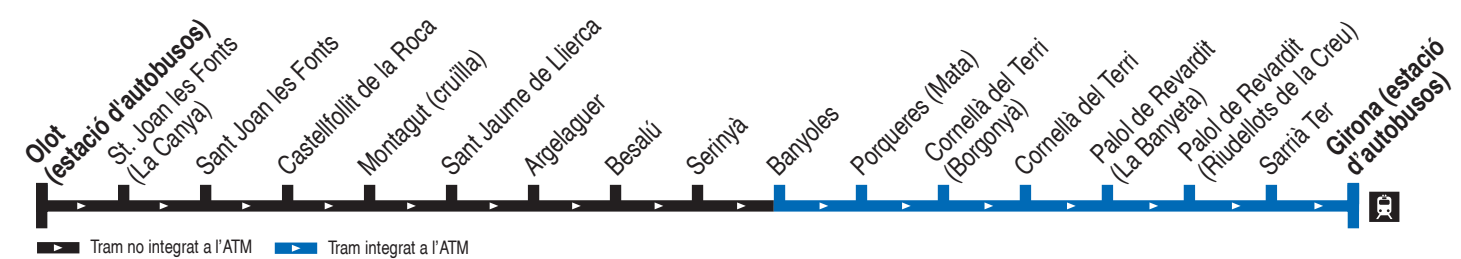 Olot
(estació d'autobusos)
St. Joan les Fonts
(La Canya)
Sant Joan les Fonts
Castellfollit de la Roca
Montagut (cruïlla)
Sant Jaume de Llierca
Argelaguer
Besalú
Serinyà
Banyoles
Porqueres (Mata)
Cornellà del Terri
(Borgonyà)
Cornellà del Terri
Palol de Revardit
(La Banyeta)
Palol de Revardit
(Riudellots de la Creu)
Sarrià Ter
Girona (estació
d'autobusos)
Tram no integrat a l'ATM
Tram integrat a l'ATM